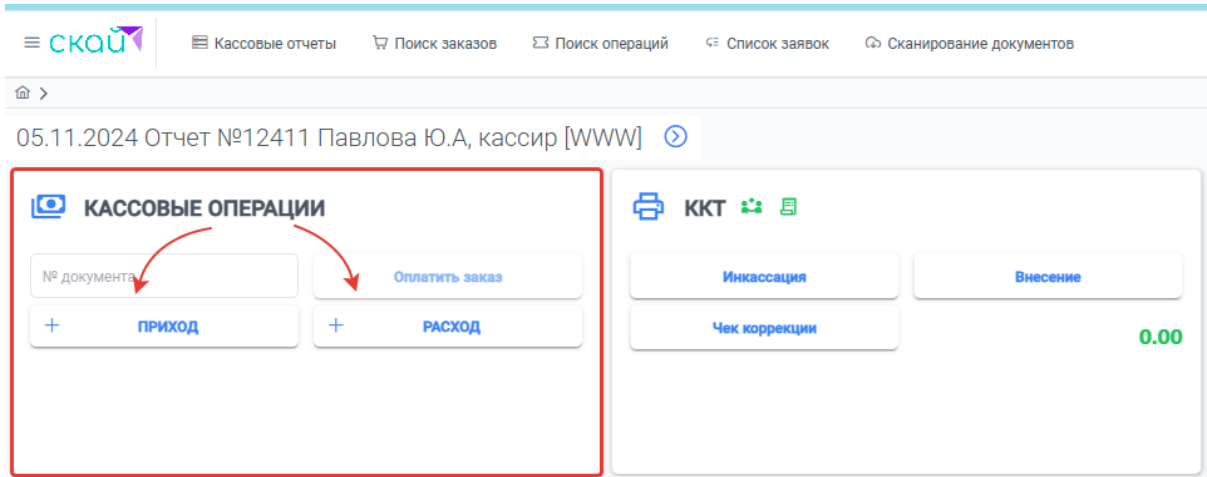 скай Кассовые отчеты Поиск заказов Поиск операций Список заявок Сканирование документов
05.11.2024 Отчет №12411 Павлова Ю.А, кассир [WWW]
КАССОВЫЕ ОПЕРАЦИИ
№ документа Оплатить заказ
+ ПРИХОД + РАСХОД
ККТ
Инкассация Внесение
Чек коррекции 0.00